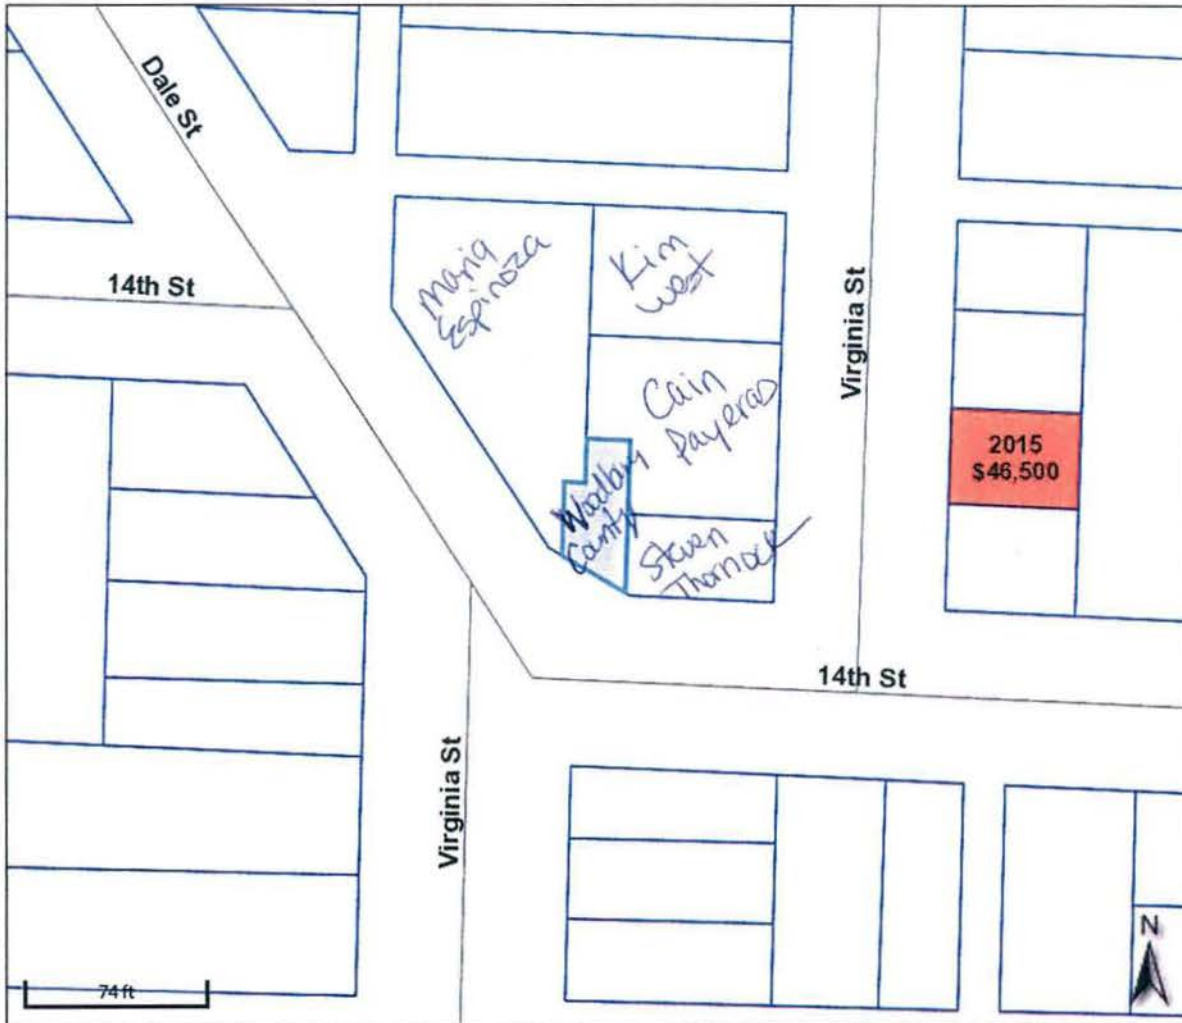 Dale St
Maria
Espinoza
Kim
West
14th St
Virginia St
Cain
Payeras
2015
$46,500
Woodbury
County
Steven
Thornock
14th St
Virginia St
N
74 ft